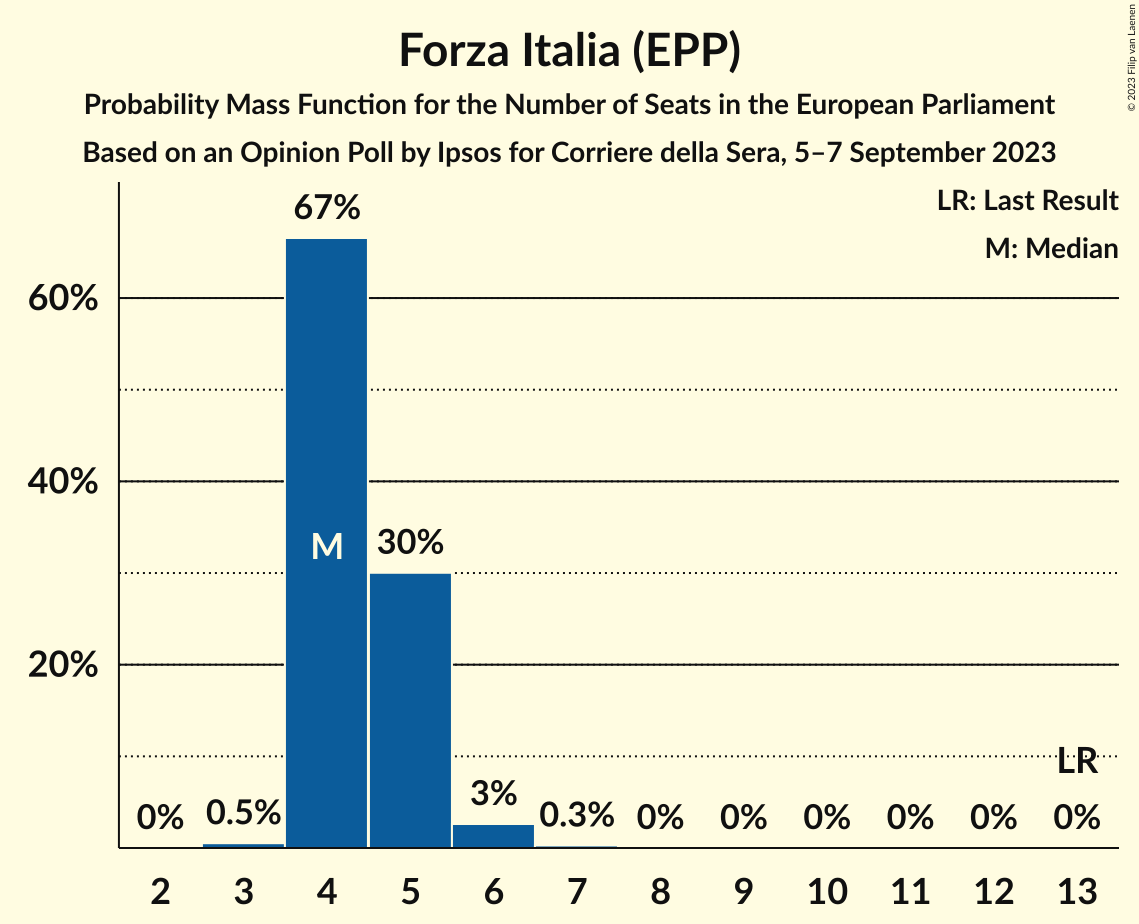 Forza Italia (EPP)
Probability Mass Function for the Number of Seats in the European Parliament
Based on an Opinion Poll by Ipsos for Corriere della Sera, 5–7 September 2023
© 2023 Filip van Laenen
LR: Last Result
M: Median
67%
60%
40%
M
30%
20%
LR
0% 0.5% 3% 0.3% 0% 0% 0% 0% 0% 0%
2 3 4 5 6 7 8 9 10 11 12 13